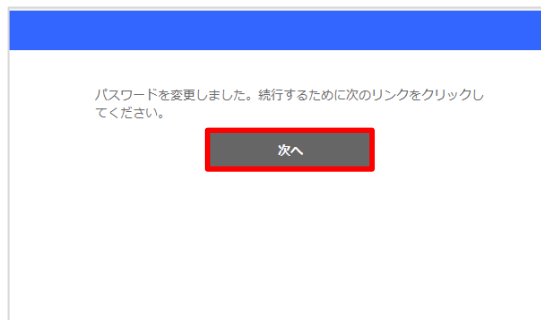 パスワードを変更しました。続行するために次のリンクをクリックし
てください。
次へ